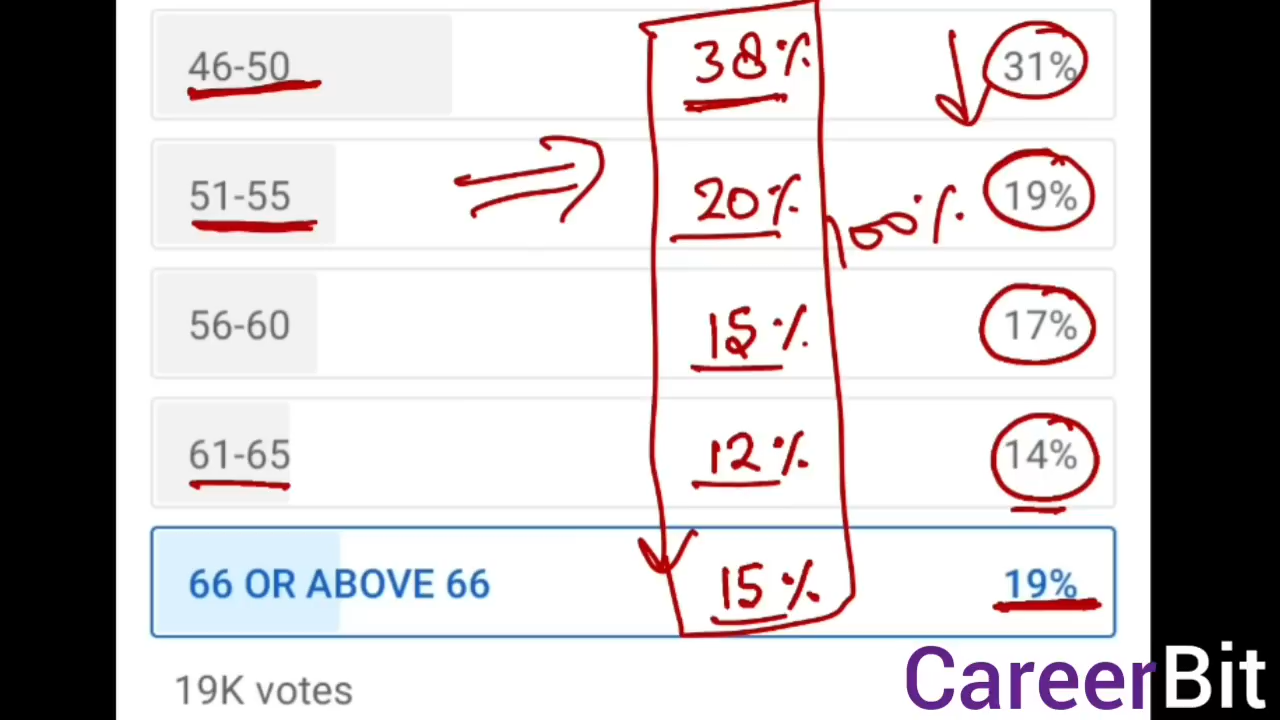 46-50 38% 31%
51-55 20% 100% 19%
56-60 15% 17%
61-65 12% 14%
66 OR ABOVE 66 15% 19%
19K votes
CareerBit